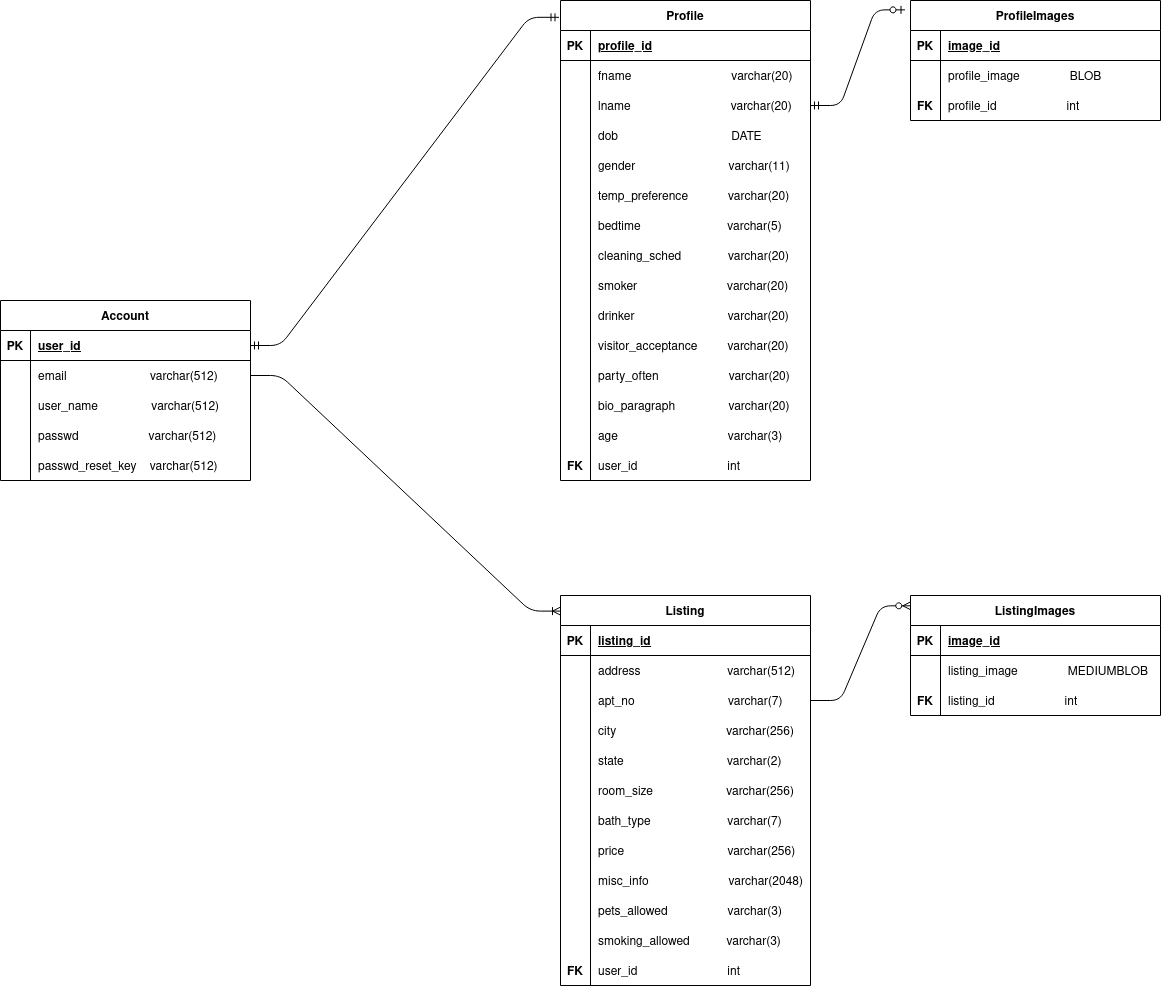 Profile
PK profile_id
fname varchar(20)
lname varchar(20)
dob DATE
gender varchar(11)
temp_preference varchar(20)
bedtime varchar(5)
cleaning_sched varchar(20)
smoker varchar(20)
drinker varchar(20)
visitor_acceptance varchar(20)
party_often varchar(20)
bio_paragraph varchar(20)
age varchar(3)
FK user_id int
ProfileImages
PK image_id
profile_image BLOB
FK profile_id int
Account
PK user_id
email varchar(512)
user_name varchar(512)
passwd varchar(512)
passwd_reset_key varchar(512)
Listing
PK listing_id
address varchar(512)
apt_no varchar(7)
city varchar(256)
state varchar(2)
room_size varchar(256)
bath_type varchar(7)
price varchar(256)
misc_info varchar(2048)
pets_allowed varchar(3)
smoking_allowed varchar(3)
FK user_id int
ListingImages
PK image_id
listing_image MEDIUMBLOB
FK listing_id int